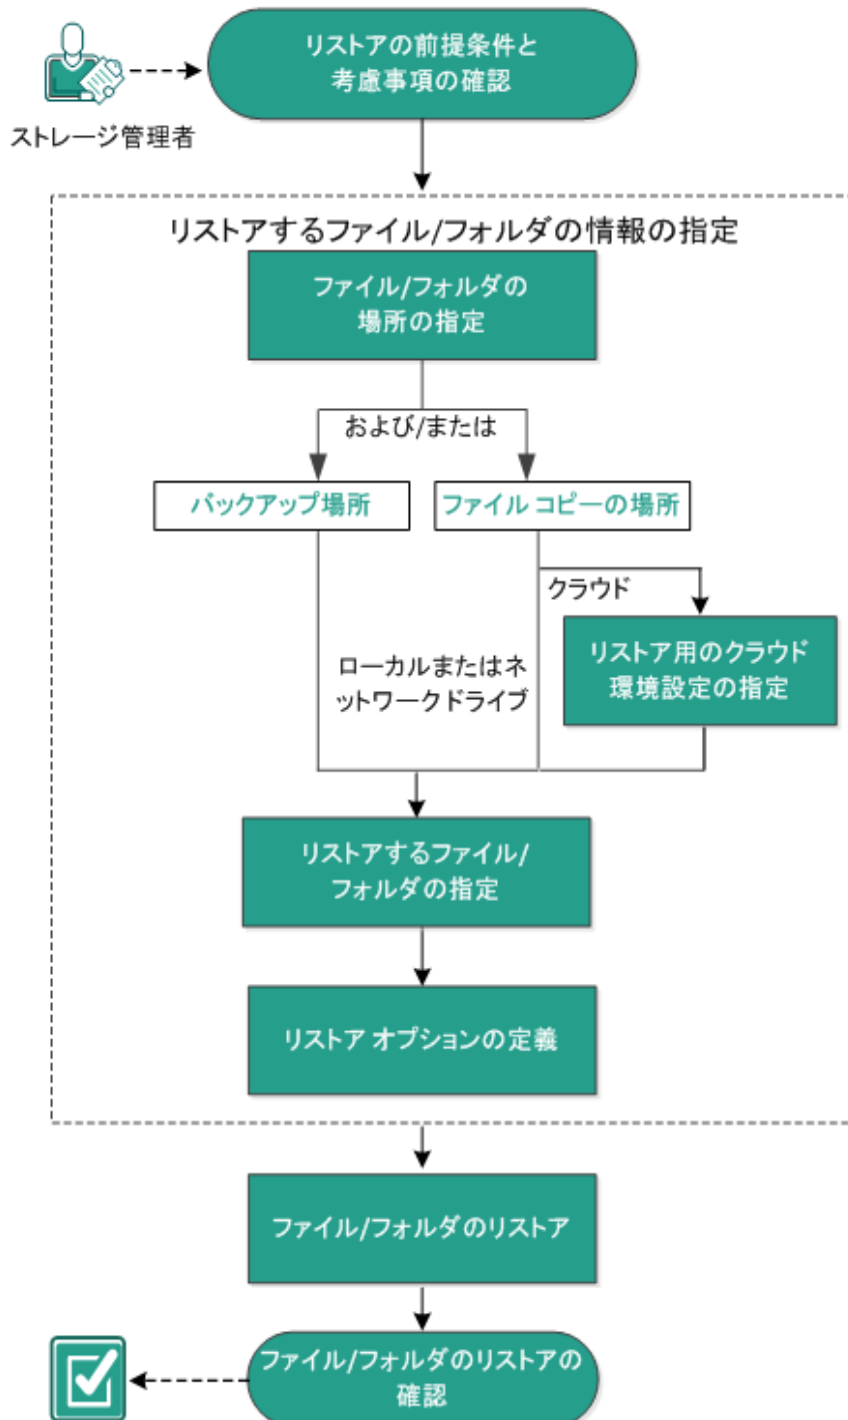 リストアの前提条件と
考慮事項の確認
ストレージ管理者
リストアするファイル/フォルダの情報の指定
ファイル/フォルダの
場所の指定
および/または
バックアップ場所
ファイル コピーの場所
クラウド
リストア用のクラウド
環境設定の指定
ローカルまたはネ
ットワークドライブ
リストアするファイル/
フォルダの指定
リストア オプションの定義
ファイル/フォルダのリストア
ファイル/フォルダのリストアの
確認